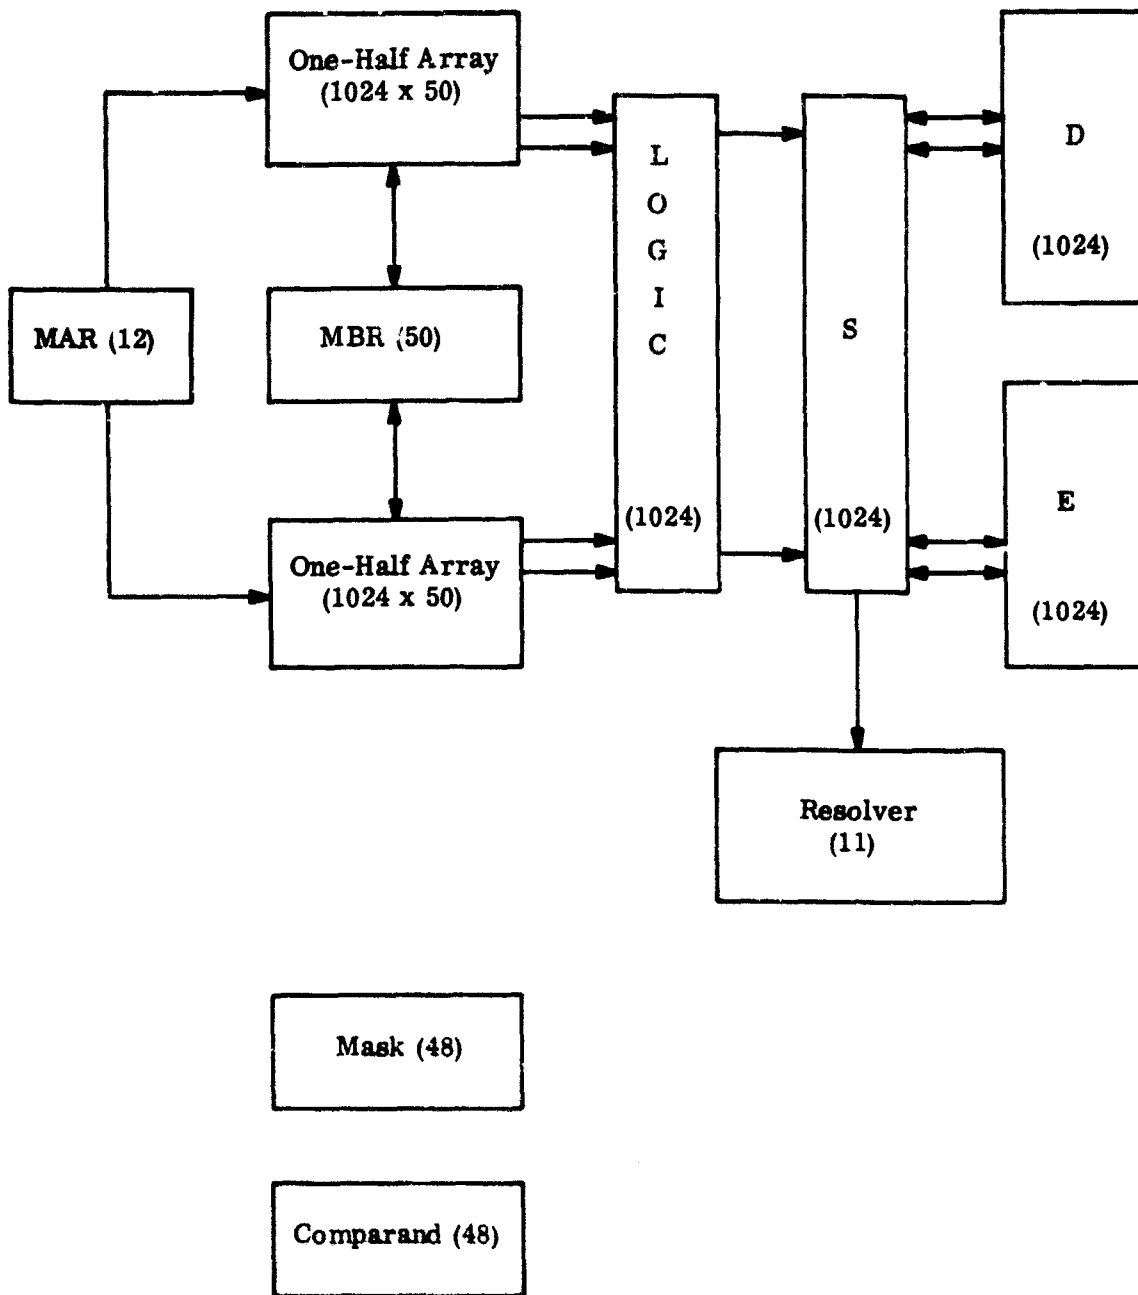 One-Half Array
(1024 x 50)
L
O
G
I
C
(1024)
S
(1024)
D
(1024)
MAR (12)
MBR (50)
One-Half Array
(1024 x 50)
E
(1024)
Resolver
(11)
Mask (48)
Comparand (48)